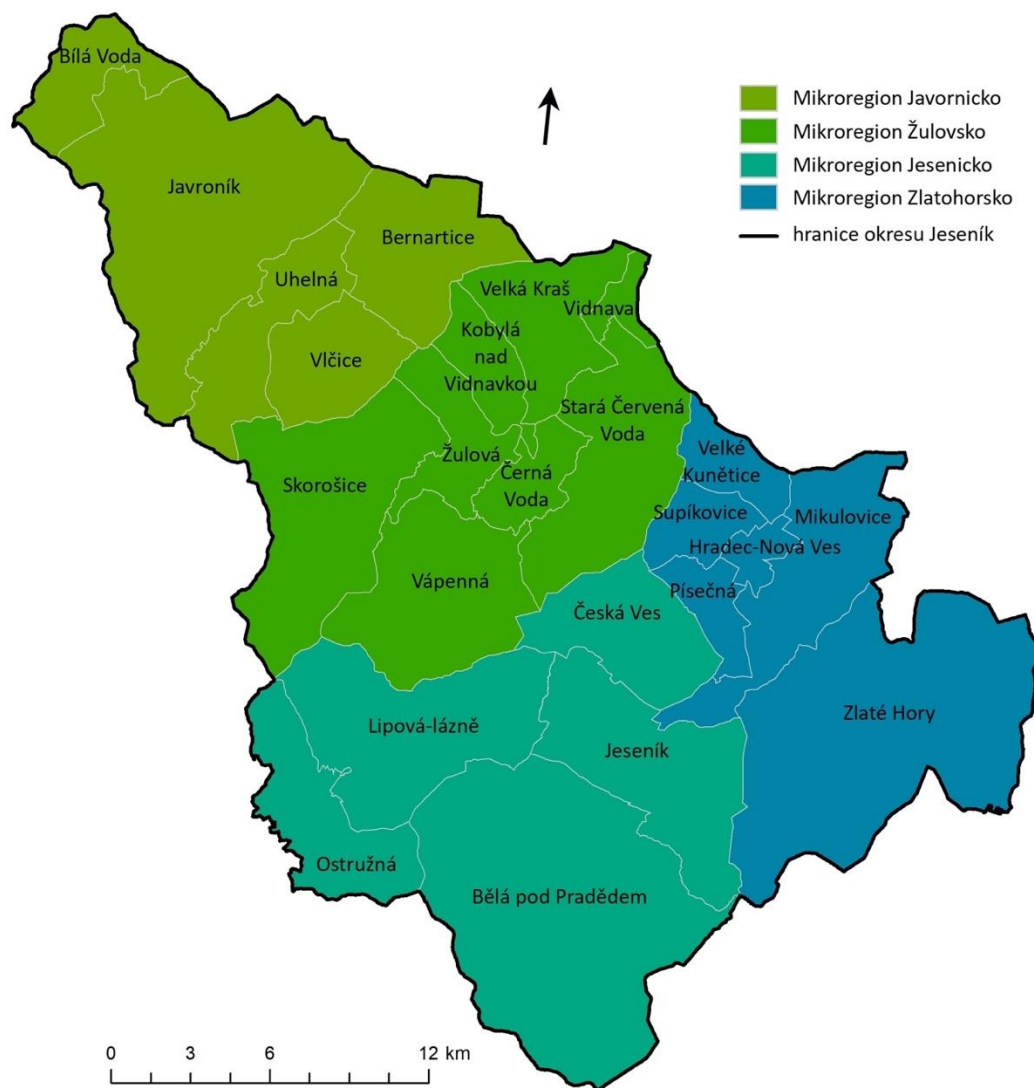 Bílá Voda
Mikroregion Javornicko
Mikroregion Žulovsko
Mikroregion Jesenicko
Mikroregion Zlatohorsko
hranice okresu Jeseník
Javroník
Bernartice
Uhelná
Velká Kraš
Vidnava
Kobylá
nad
Vidnavkou
Vlčice
Stará Červená
Voda
Žulová
Černá
Voda
Skorošice
Velké
Kunětice
Supíkovice
Mikulovice
Hradec-Nová Ves
Písečná
Vápenná
Česká Ves
Zlaté Hory
Lipová-lázně
Jeseník
Ostružná
Bělá pod Pradědem
0 3 6 12 km